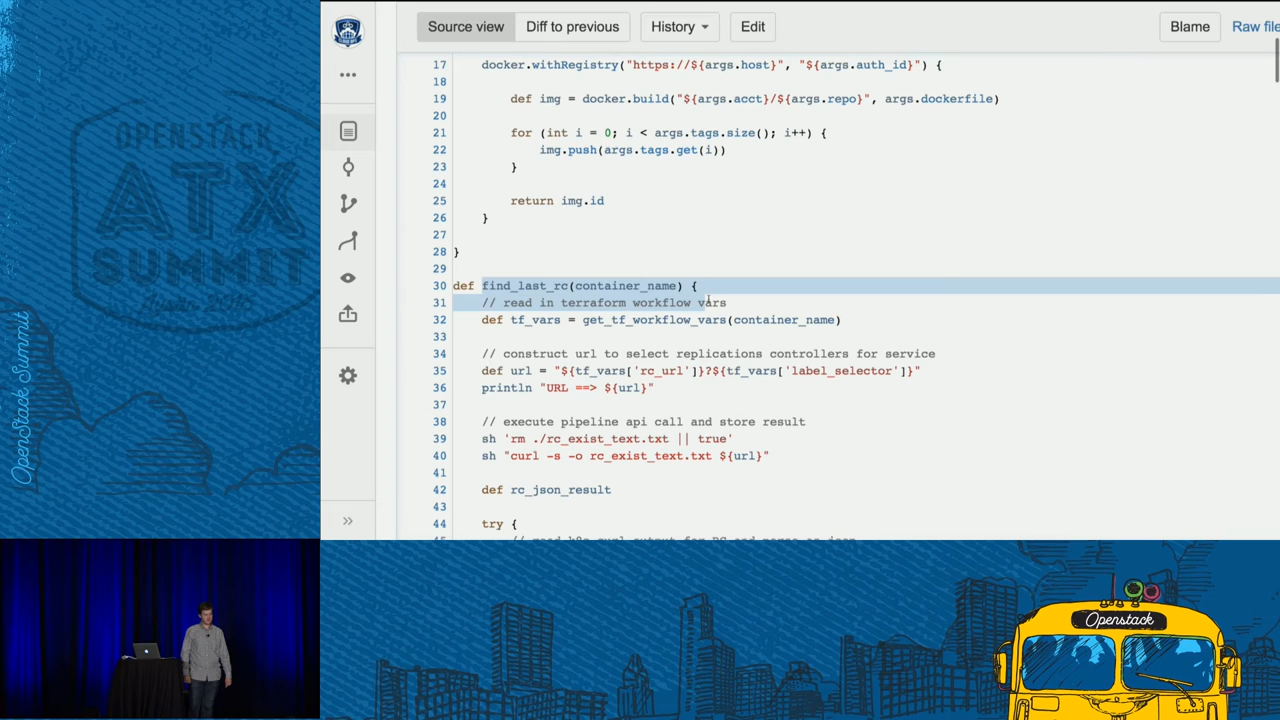 Source view Diff to previous History Edit Blame Raw file
17 docker.withRegistry("https://${args.host}", "${args.auth_id}") {
18
19 def img = docker.build("${args.acct}/${args.repo}", args.dockerfile)
20
21 for (int i = 0; i < args.tags.size(); i++) {
22 img.push(args.tags.get(i))
23 }
24
25 return img.id
26 }
27
28 }
29
30 def find_last_rc(container_name) {
31 // read in terraform workflow vars
32 def tf_vars = get_tf_workflow_vars(container_name)
33
34 // construct url to select replications controllers for service
35 def url = "${tf_vars['rc_url']}?${tf_vars['label_selector']}"
36 println "URL ==> ${url}"
37
38 // execute pipeline api call and store result
39 sh 'rm ./rc_exist_text.txt || true'
40 sh "curl -s -o rc_exist_text.txt ${url}"
41
42 def rc_json_result
43
44 try {
OPENSTACK
ATX
SUMMIT
OpenStack Summit
Openstack